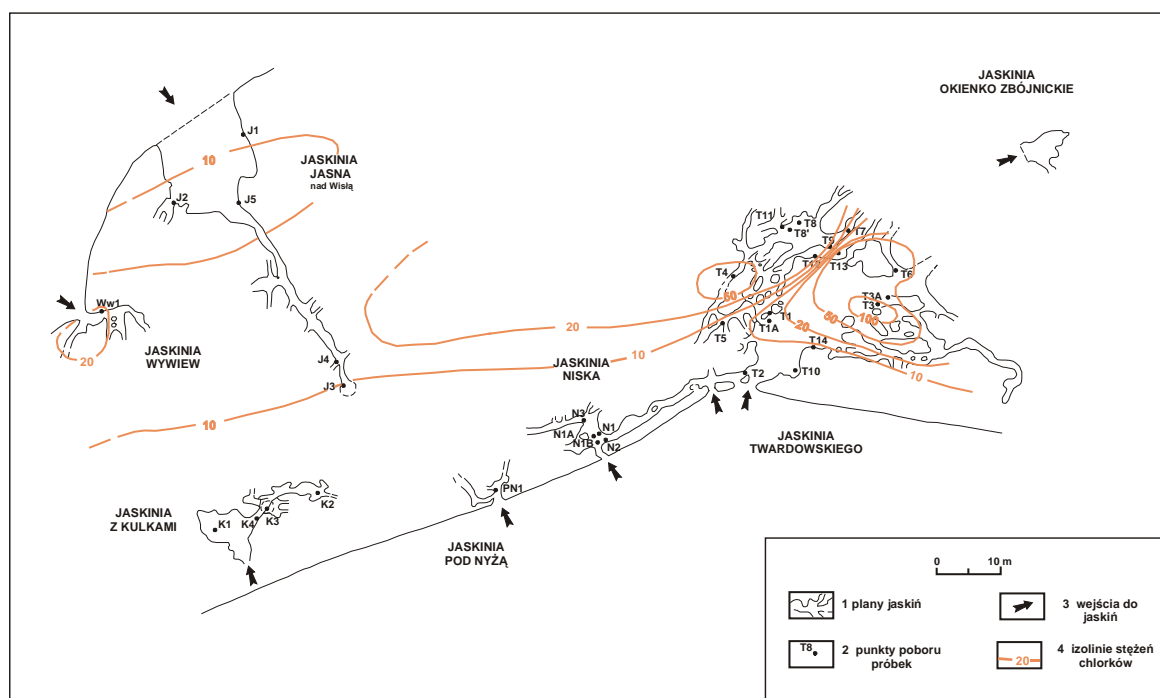 JASKINIA
OKIENKO ZBÓJNICKIE
J1
10
JASKINIA
JASNA
nad Wisłą
J2
J5
T11
T8
T8'
T7
T9
T13
T4
T6
50
T3A
T3
100
Ww1
T1
T1A
50
20
T5
20
20
JASKINIA
WYWIEW
10
T14
J4
JASKINIA
NISKA
T2
T10
10
J3
10
N3
N1
N1A
N1B
N2
JASKINIA
TWARDOWSKIEGO
PN1
K2
JASKINIA
Z KULKAMI
K1
K4
K3
JASKINIA
POD NYŻĄ
0 10 m
1 plany jaskiń
3 wejścia do
jaskiń
T8
2 punkty poboru
próbek
20
4 izolinie stężeń
chlorków